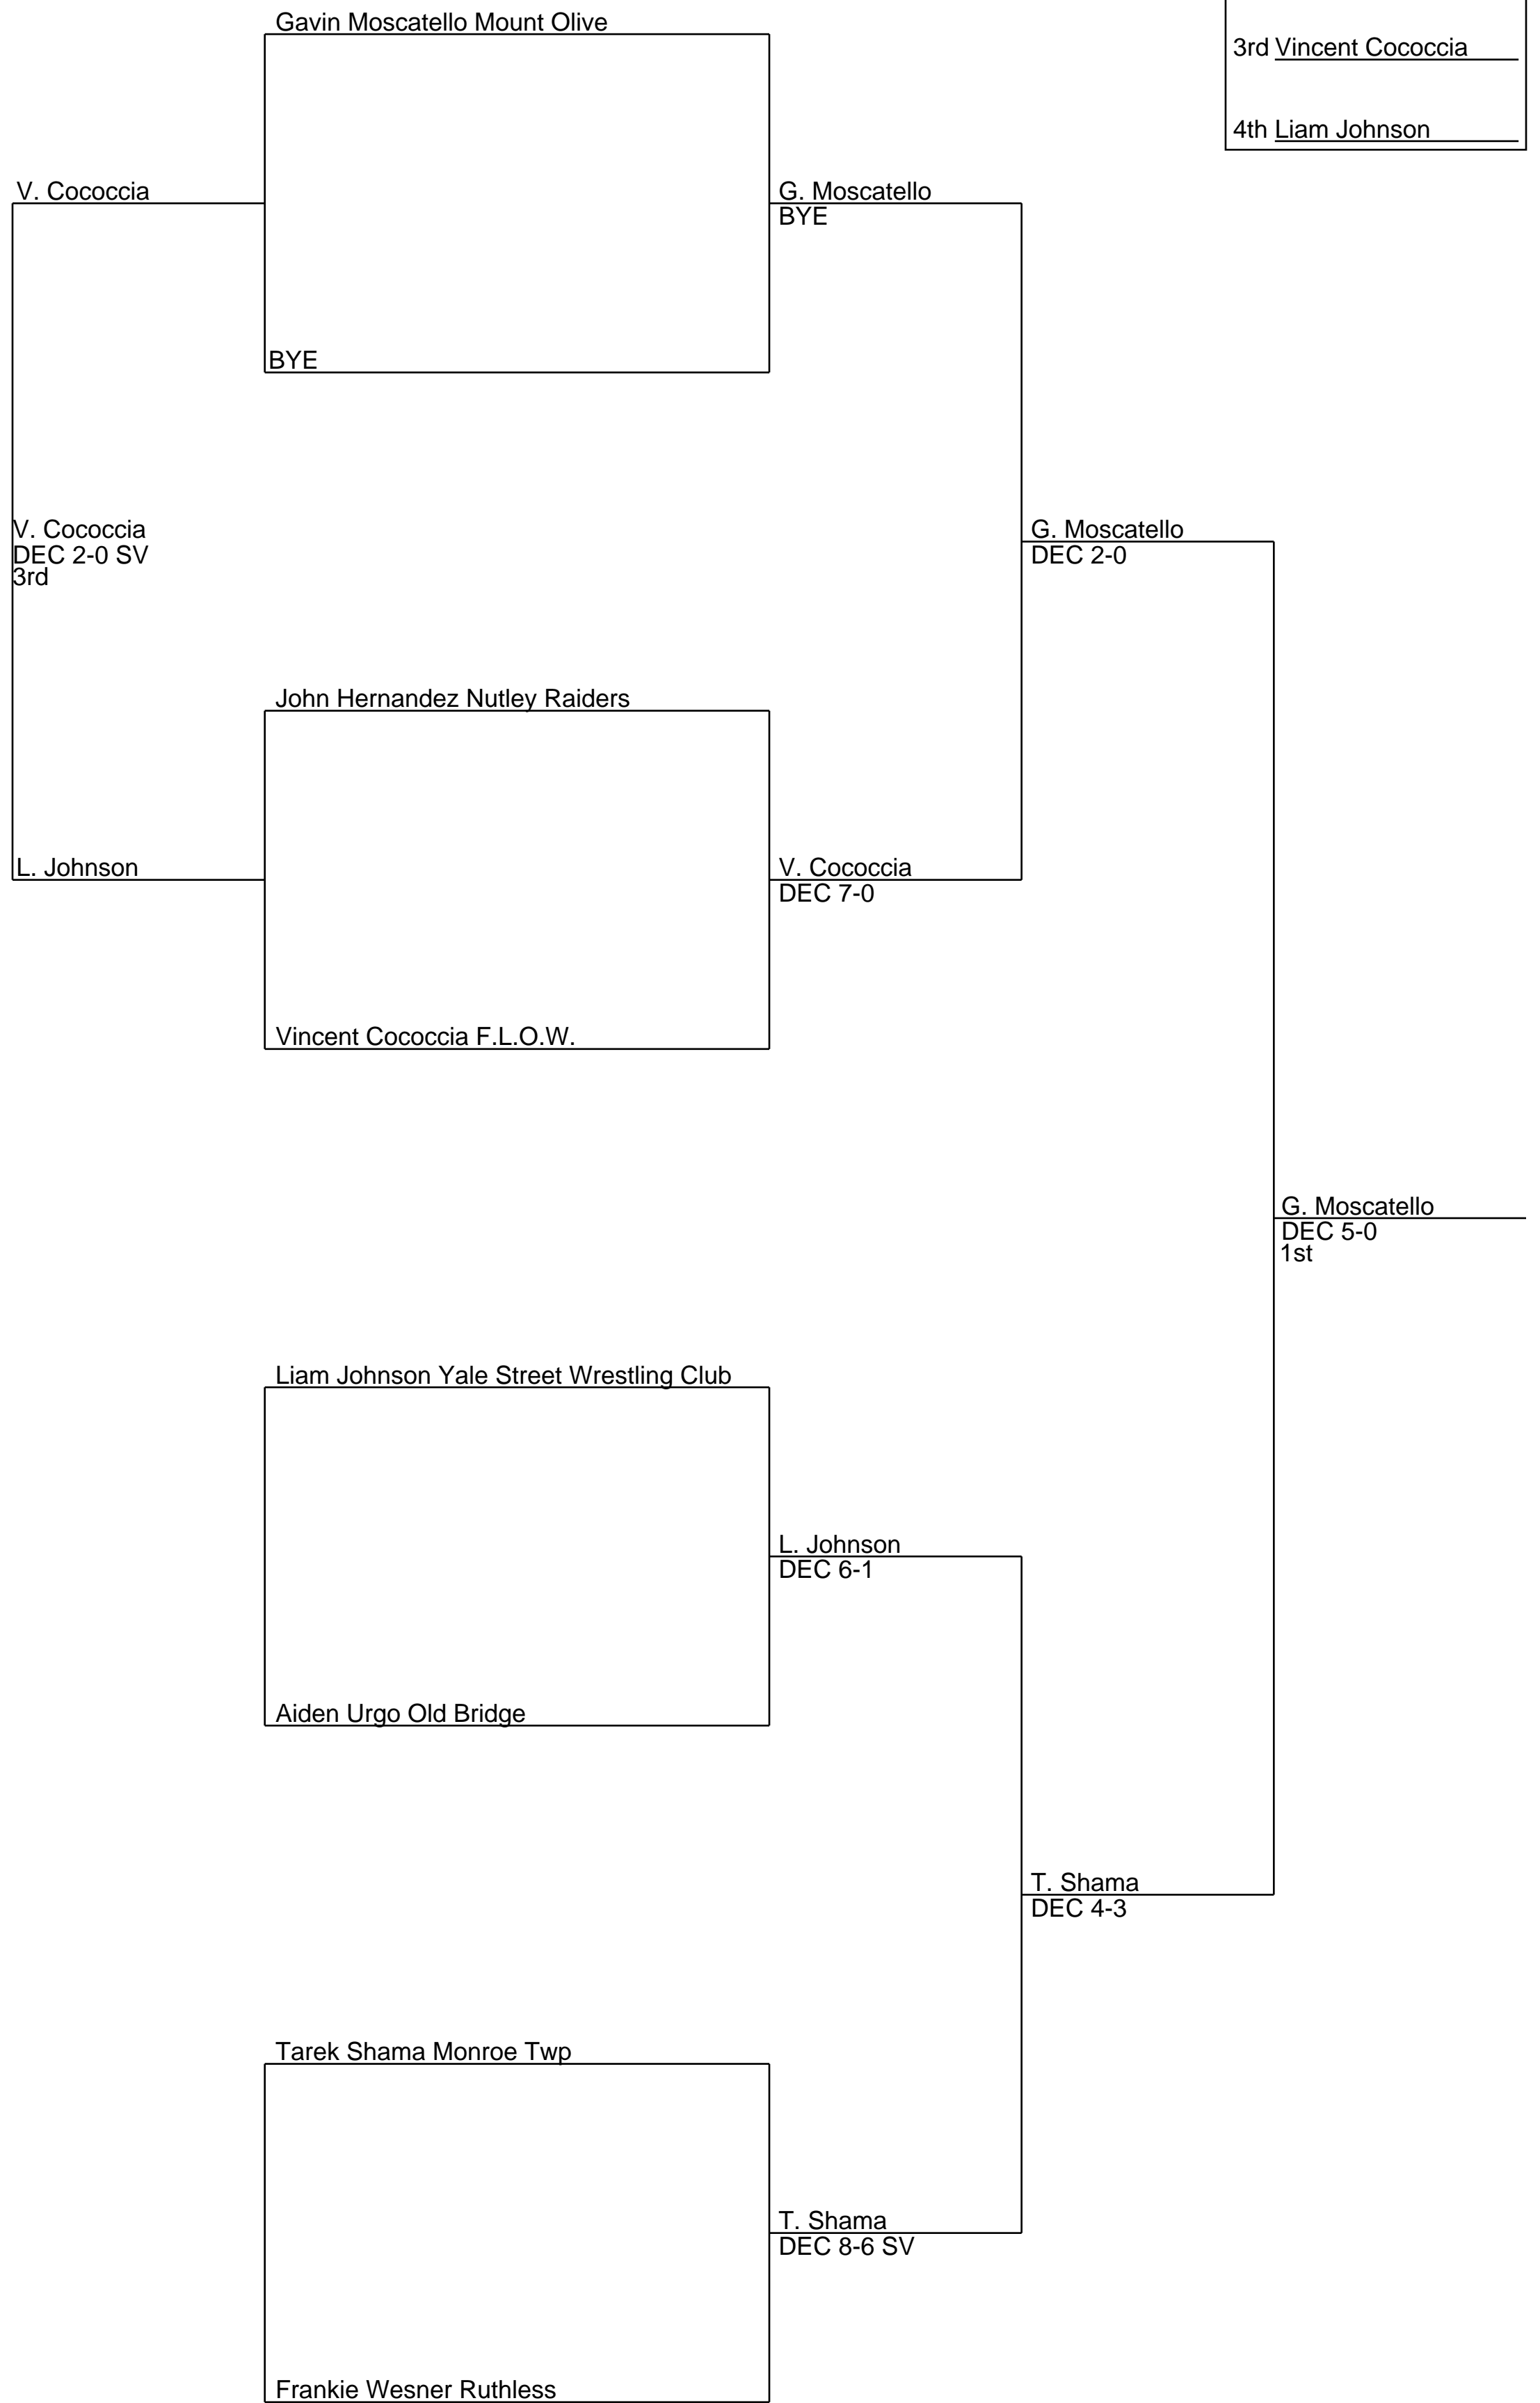 Gavin Moscatello Mount Olive
3rd Vincent Cococcia
4th Liam Johnson
V. Cococcia
G. Moscatello
BYE
BYE
V. Cococcia
DEC 2-0 SV
3rd
G. Moscatello
DEC 2-0
John Hernandez Nutley Raiders
L. Johnson
V. Cococcia
DEC 7-0
Vincent Cococcia F.L.O.W.
G. Moscatello
DEC 5-0
1st
Liam Johnson Yale Street Wrestling Club
L. Johnson
DEC 6-1
Aiden Urgo Old Bridge
T. Shama
DEC 4-3
Tarek Shama Monroe Twp
T. Shama
DEC 8-6 SV
Frankie Wesner Ruthless